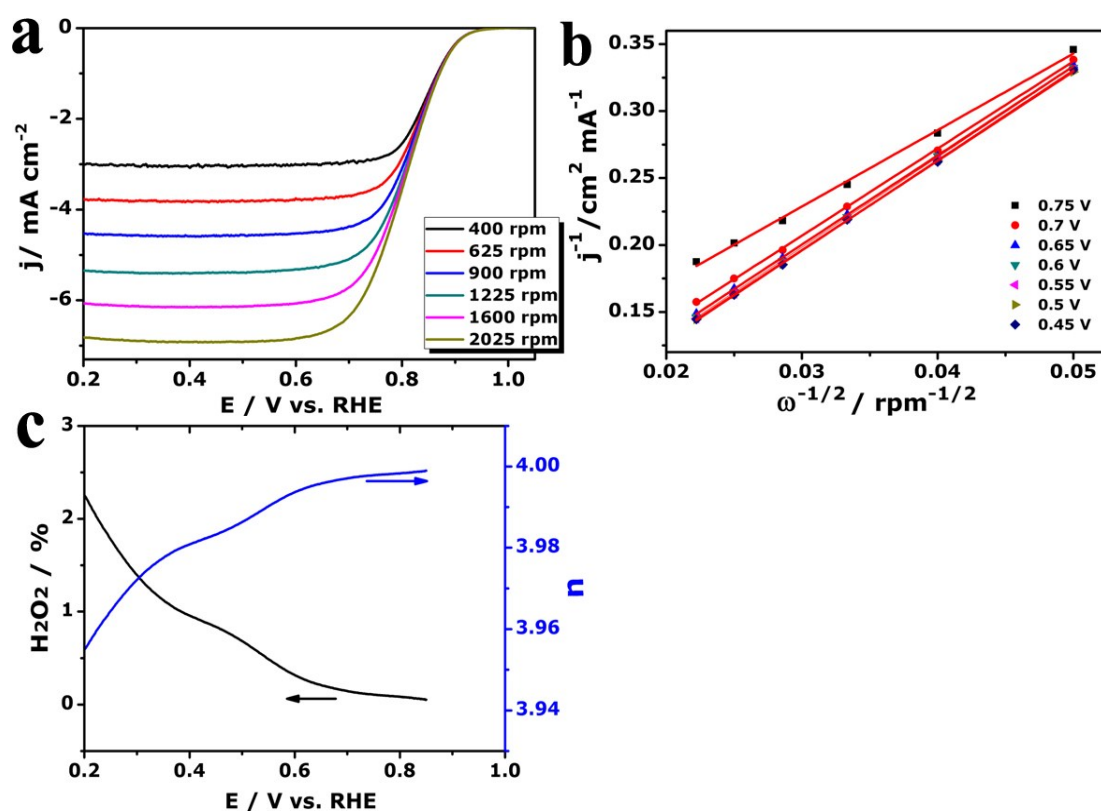 a
0
-2
-4
-6
j/ mA cm⁻²
400 rpm
625 rpm
900 rpm
1225 rpm
1600 rpm
2025 rpm
0.2 0.4 0.6 0.8 1.0
E / V vs. RHE
b
0.35
0.30
0.25
0.20
0.15
j⁻¹/cm² mA⁻¹
0.75 V
0.7 V
0.65 V
0.6 V
0.55 V
0.5 V
0.45 V
0.02 0.03 0.04 0.05
ω⁻¹/² / rpm⁻¹/²
c
3
2
1
0
H2O2 / %
4.00
3.98
3.96
3.94
n
0.2 0.4 0.6 0.8 1.0
E / V vs. RHE